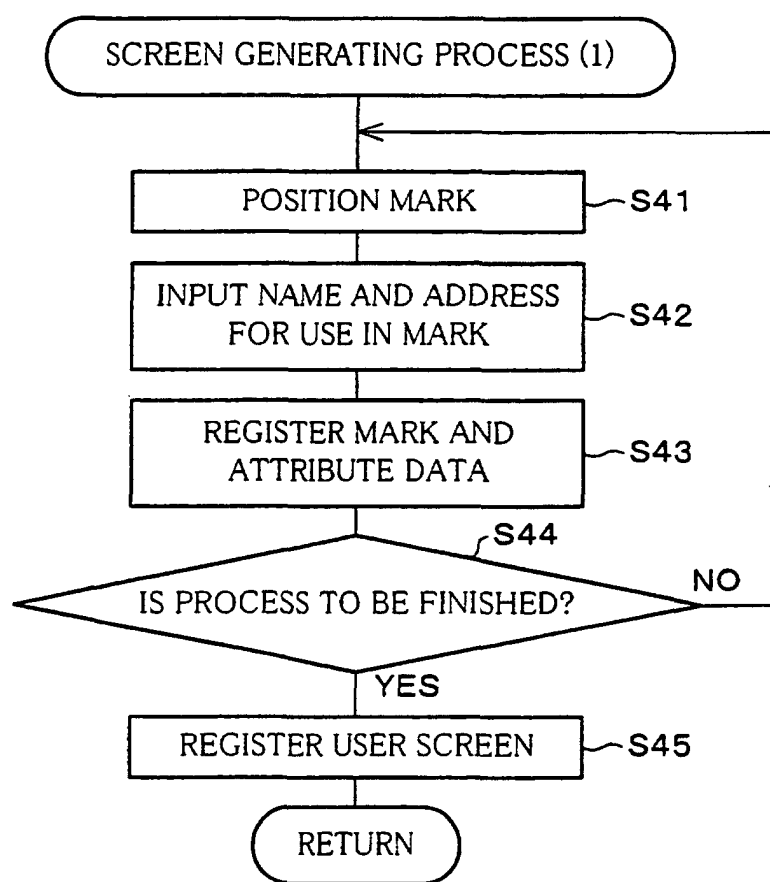 SCREEN GENERATING PROCESS (1)
POSITION MARK
S41
INPUT NAME AND ADDRESS
FOR USE IN MARK
S42
REGISTER MARK AND
ATTRIBUTE DATA
S43
S44
IS PROCESS TO BE FINISHED?
NO
YES
REGISTER USER SCREEN
S45
RETURN